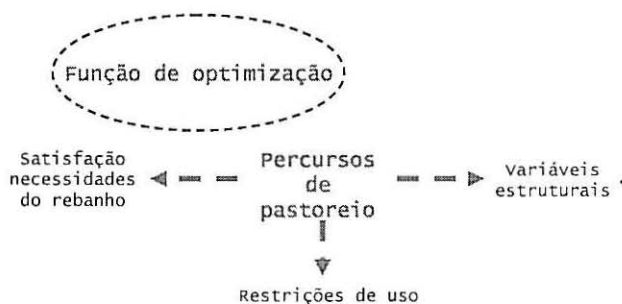 Função de optimização
Satisfação
necessidades
do rebanho
Percursos
de
pastoreio
Variáveis
estruturais
Restrições de uso